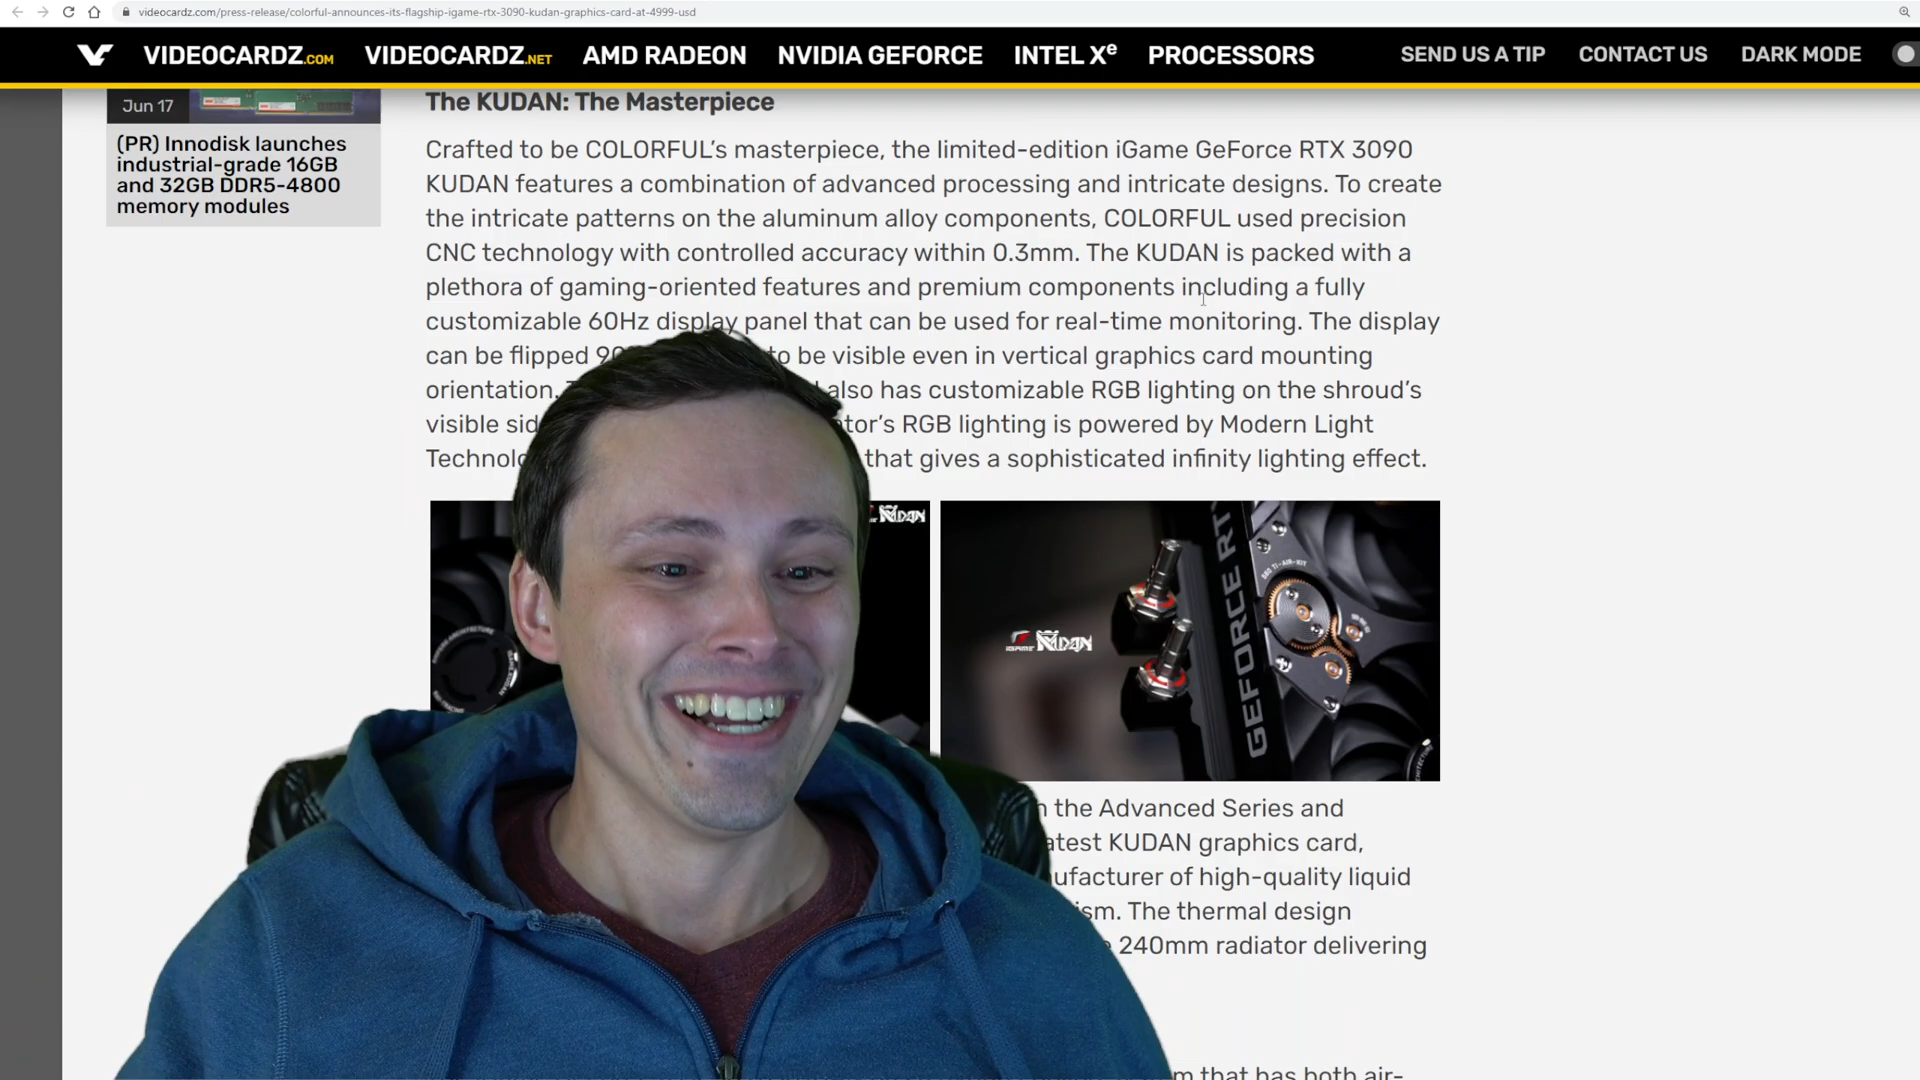 videocardz.com/press-release/colorful-announces-its-flagship-igame-rtx-3090-kudan-graphics-card-at-4999-usd
VIDEOCARDZ.COM VIDEOCARDZ.NET AMD RADEON NVIDIA GEFORCE INTEL Xe PROCESSORS SEND US A TIP CONTACT US DARK MODE
Jun 17
(PR) Innodisk launches
industrial-grade 16GB
and 32GB DDR5-4800
memory modules
The KUDAN: The Masterpiece
Crafted to be COLORFUL’s masterpiece, the limited-edition iGame GeForce RTX 3090
KUDAN features a combination of advanced processing and intricate designs. To create
the intricate patterns on the aluminum alloy components, COLORFUL used precision
CNC technology with controlled accuracy within 0.3mm. The KUDAN is packed with a
plethora of gaming-oriented features and premium components including a fully
customizable 60Hz display panel that can be used for real-time monitoring. The display
can be flipped to be visible even in vertical graphics card mounting
orientation. also has customizable RGB lighting on the shroud’s
visible RGB lighting is powered by Modern Light
that gives a sophisticated infinity lighting effect.
KUDAN
iGAME KUDAN
GEFORCE RTX
the Advanced Series and
KUDAN graphics card,
of high-quality liquid
The thermal design
240mm radiator delivering
that has both air-